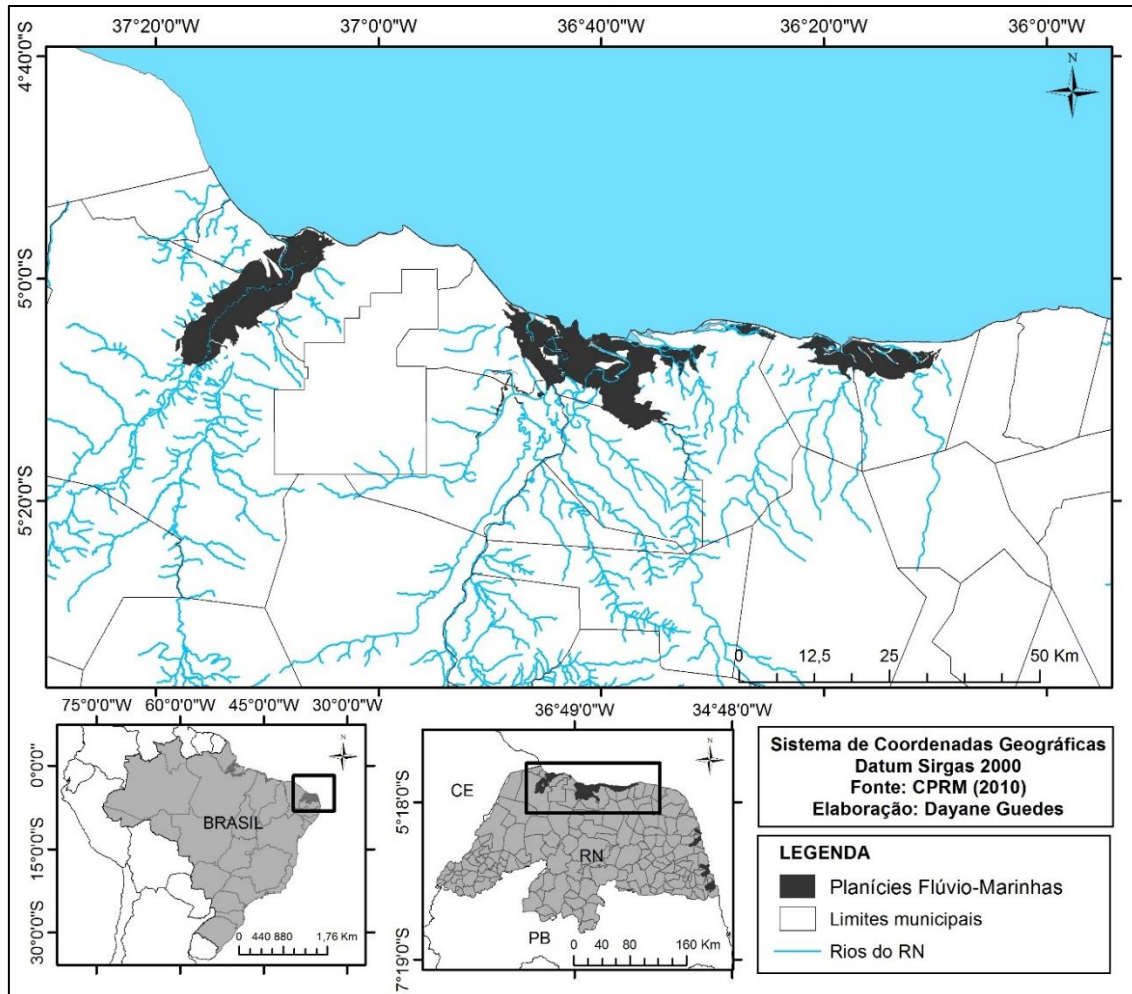 37°20'0"W 37°0'0"W 36°40'0"W 36°20'0"W 36°0'0"W
4°40'0"S
N
5°0'0"S
5°20'0"S
0 12,5 25 50 Km
75°0'0"W 60°0'0"W 45°0'0"W 30°0'0"W
0°0'0"
15°0'0"S
30°0'0"S
N
BRASIL
0 440 880 1,76 Km
36°49'0"W 34°48'0"W
5°18'0"S
7°19'0"S
N
CE
RN
PB
0 40 80 160 Km
Sistema de Coordenadas Geográficas
Datum Sirgas 2000
Fonte: CPRM (2010)
Elaboração: Dayane Guedes
LEGENDA
Planícies Flúvio-Marinhas
Limites municipais
Rios do RN